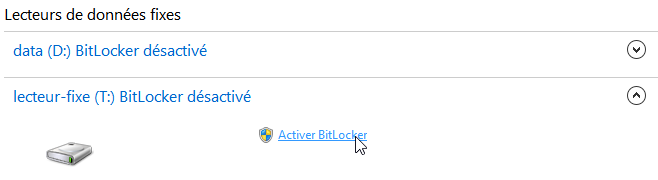 Lecteurs de données fixes
data (D:) BitLocker désactivé
lecteur-fixe (T:) BitLocker désactivé
Activer BitLocker